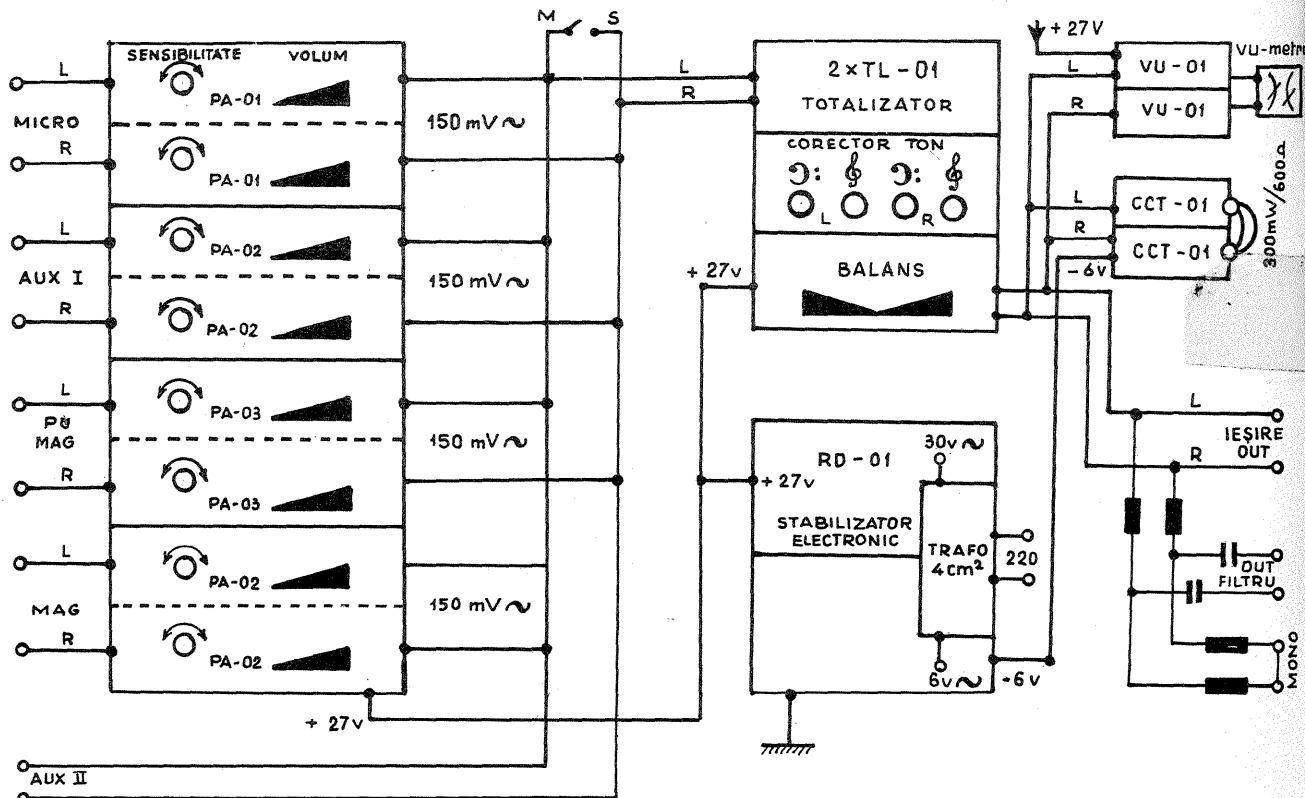 M S
SENSIBILITATE VOLUM
L
PA-01
MICRO
150 mV ~
R
PA-01
L
PA-02
AUX I
150 mV ~
R
PA-02
L
PA-03
PU
MAG
150 mV ~
R
PA-03
L
PA-02
MAG
150 mV ~
R
PA-02
+ 27v
AUX II
L
R
2×TL-01
TOTALIZATOR
CORECTOR TON
L R
BALANS
+ 27v
RD-01
30v ~
+ 27v
STABILIZATOR
ELECTRONIC
TRAFO
4cm²
220
6v ~
-6v
+ 27V
L
VU-01
VU-metru
R
VU-01
L
CCT-01
R
CCT-01
-6v
300mW/600Ω
L
IEȘIRE
OUT
R
OUT
FILTRU
MONO